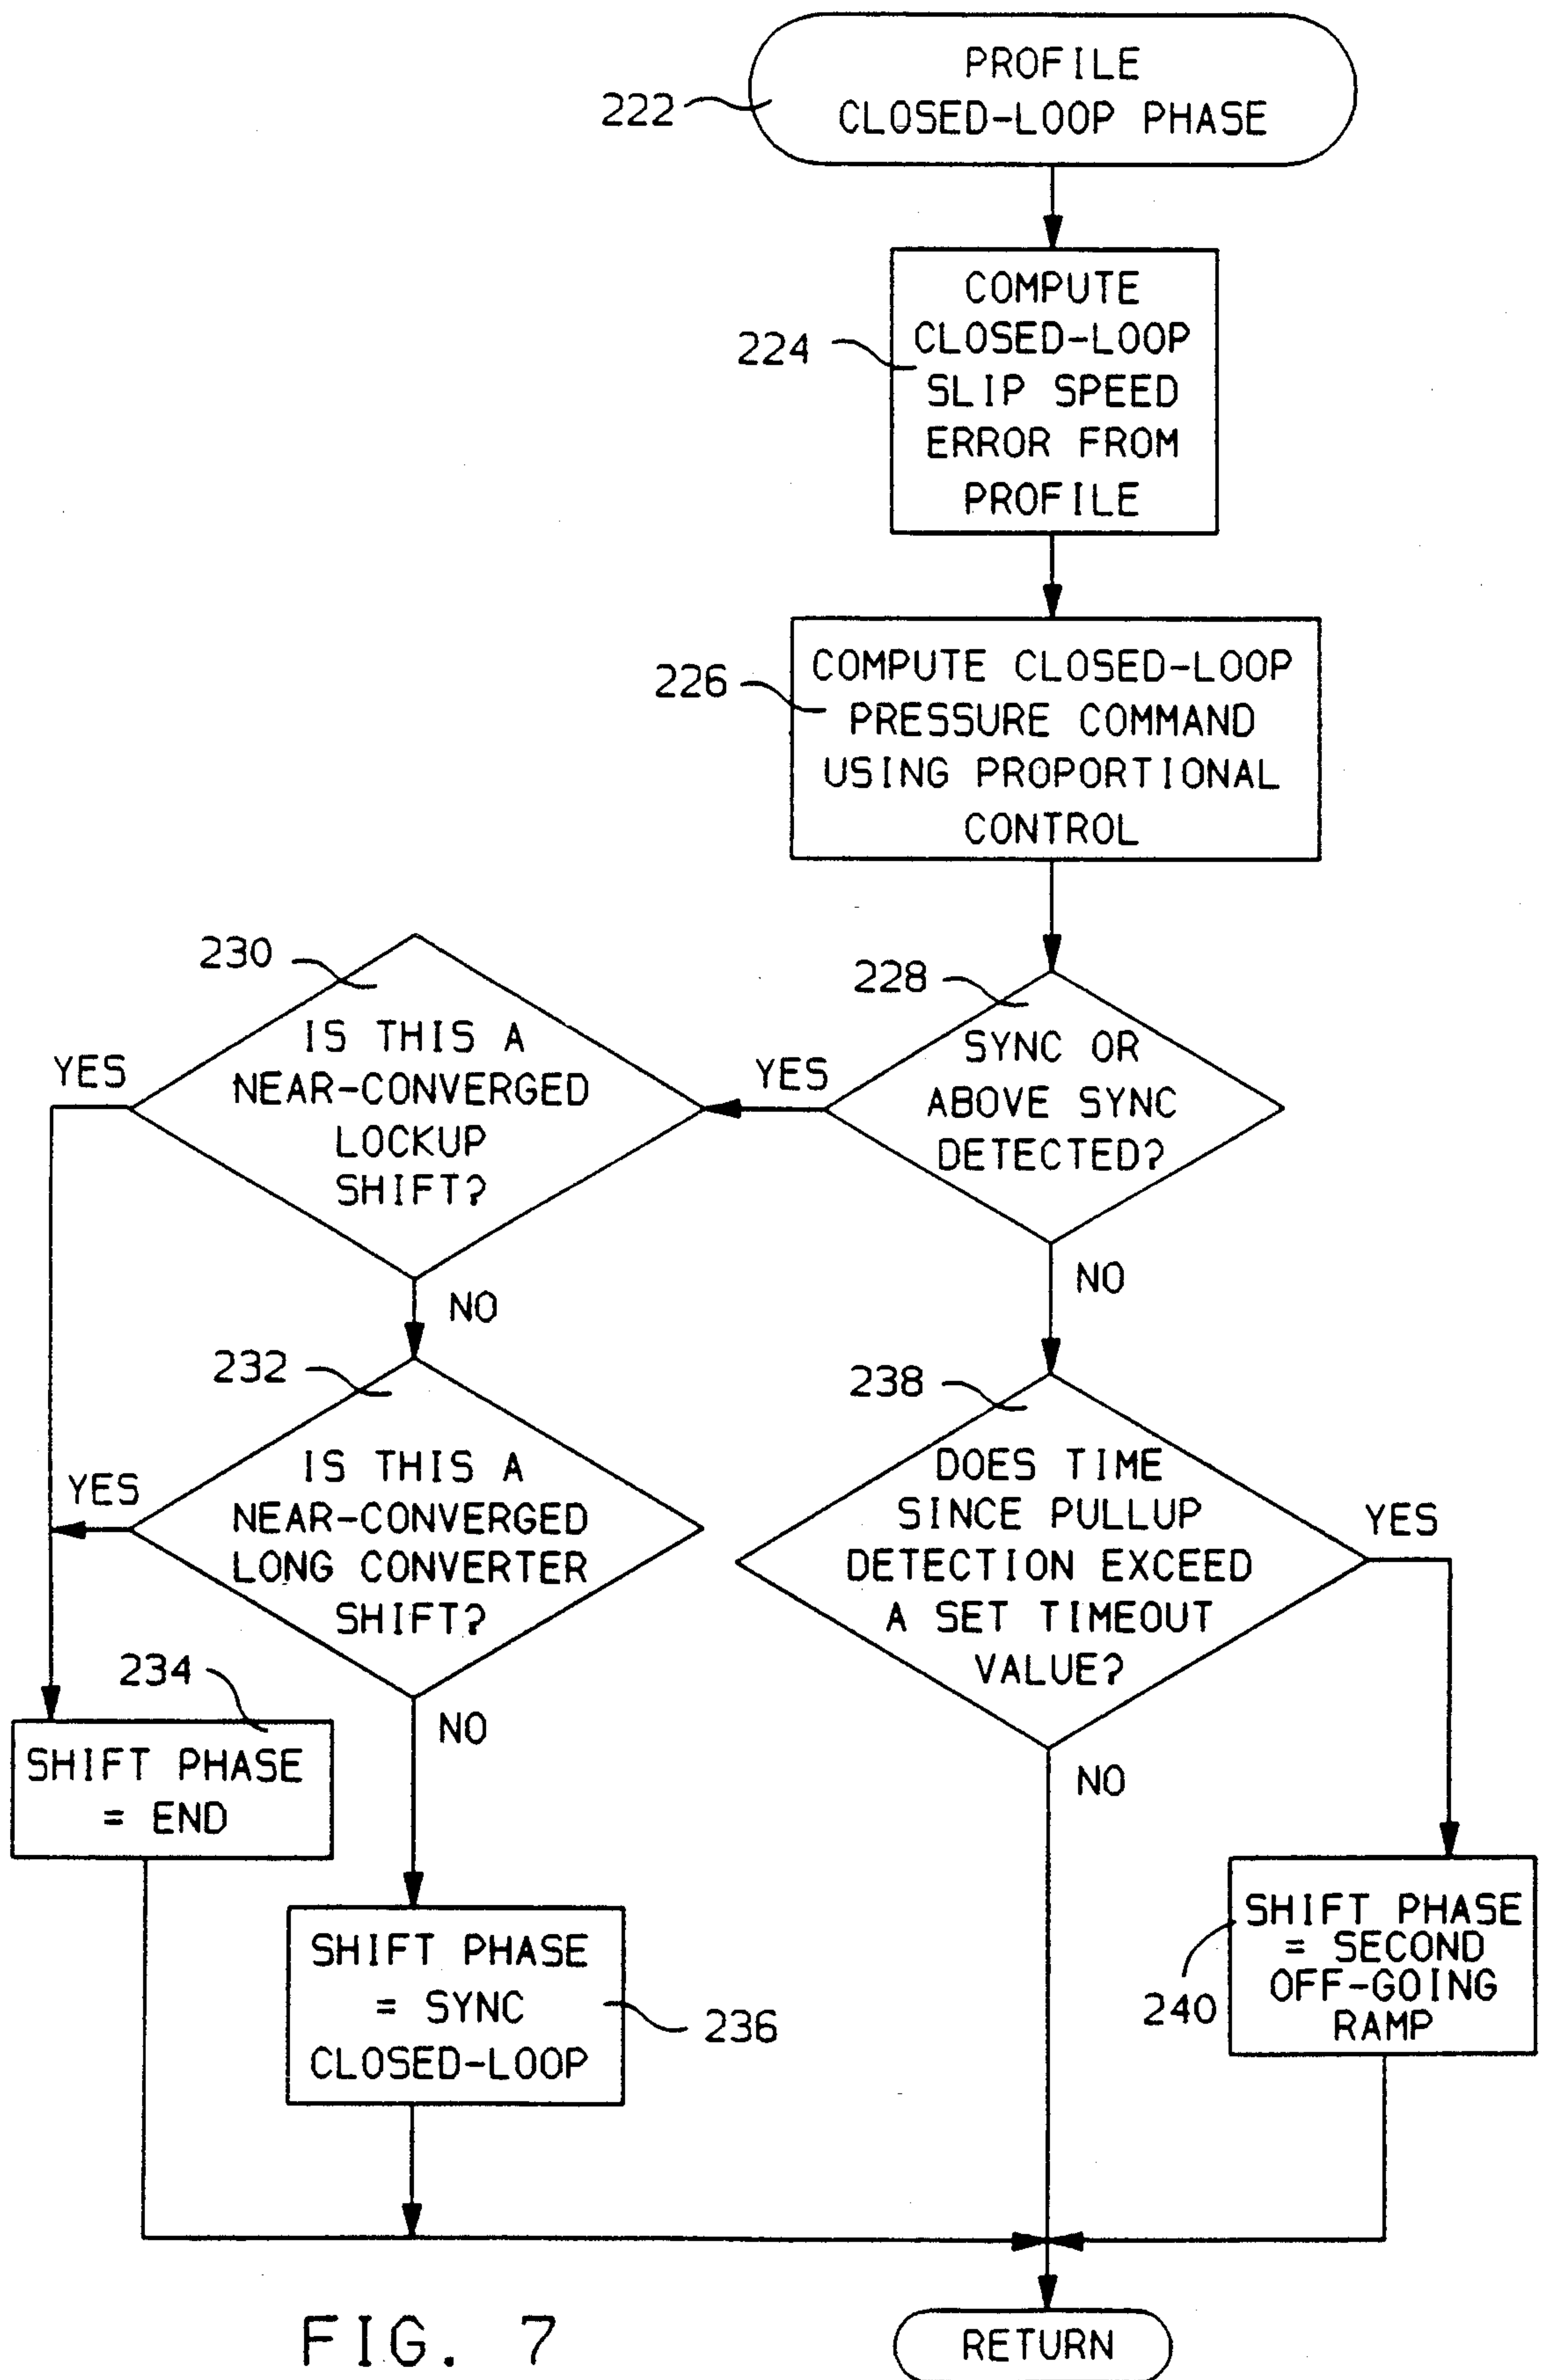 PROFILE
CLOSED-LOOP PHASE
222
COMPUTE
CLOSED-LOOP
SLIP SPEED
ERROR FROM
PROFILE
224
COMPUTE CLOSED-LOOP
PRESSURE COMMAND
USING PROPORTIONAL
CONTROL
226
228
SYNC OR
ABOVE SYNC
DETECTED?
YES
NO
230
IS THIS A
NEAR-CONVERGED
LOCKUP
SHIFT?
YES
NO
232
IS THIS A
NEAR-CONVERGED
LONG CONVERTER
SHIFT?
YES
NO
238
DOES TIME
SINCE PULLUP
DETECTION EXCEED
A SET TIMEOUT
VALUE?
YES
NO
234
SHIFT PHASE
= END
SHIFT PHASE
= SYNC
CLOSED-LOOP
236
SHIFT PHASE
= SECOND
OFF-GOING
RAMP
240
RETURN
FIG. 7